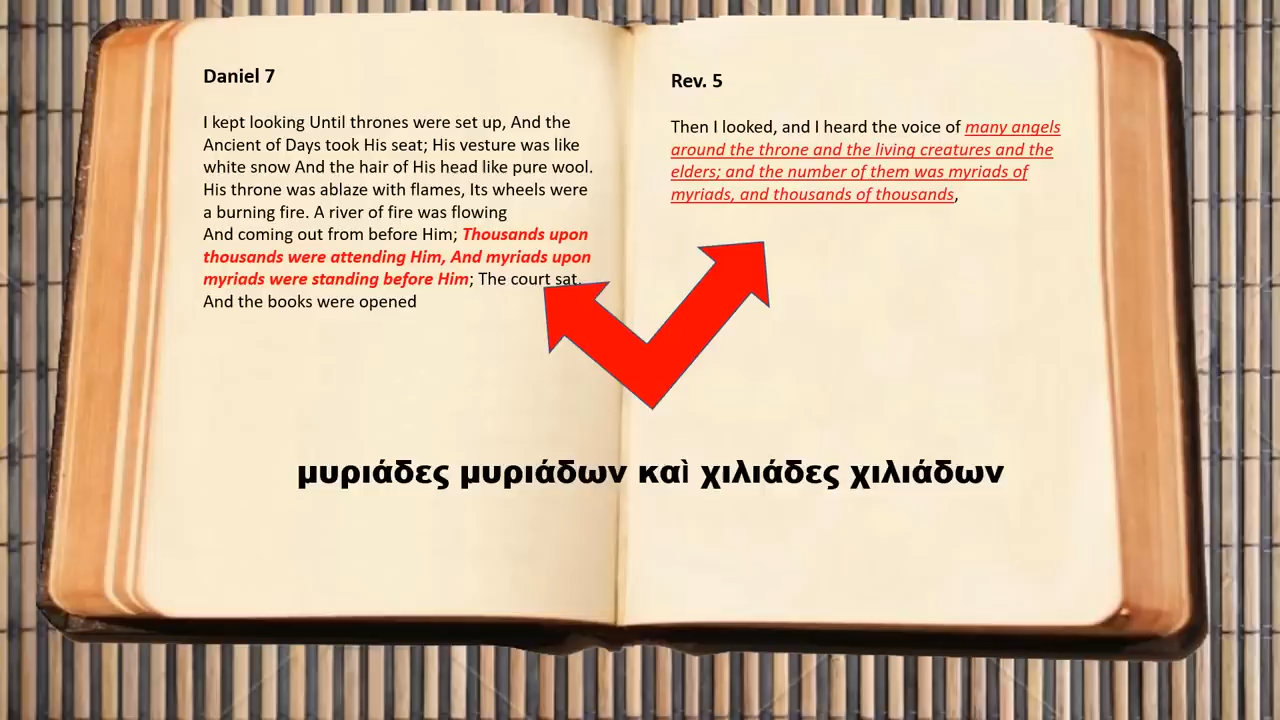 Daniel 7
I kept looking Until thrones were set up, And the
Ancient of Days took His seat; His vesture was like
white snow And the hair of His head like pure wool.
His throne was ablaze with flames, Its wheels were
a burning fire. A river of fire was flowing
And coming out from before Him; Thousands upon
thousands were attending Him, And myriads upon
myriads were standing before Him; The court sat,
And the books were opened
Rev. 5
Then I looked, and I heard the voice of many angels
around the throne and the living creatures and the
elders; and the number of them was myriads of
myriads, and thousands of thousands,
μυριάδες μυριάδων καὶ χιλιάδες χιλιάδων